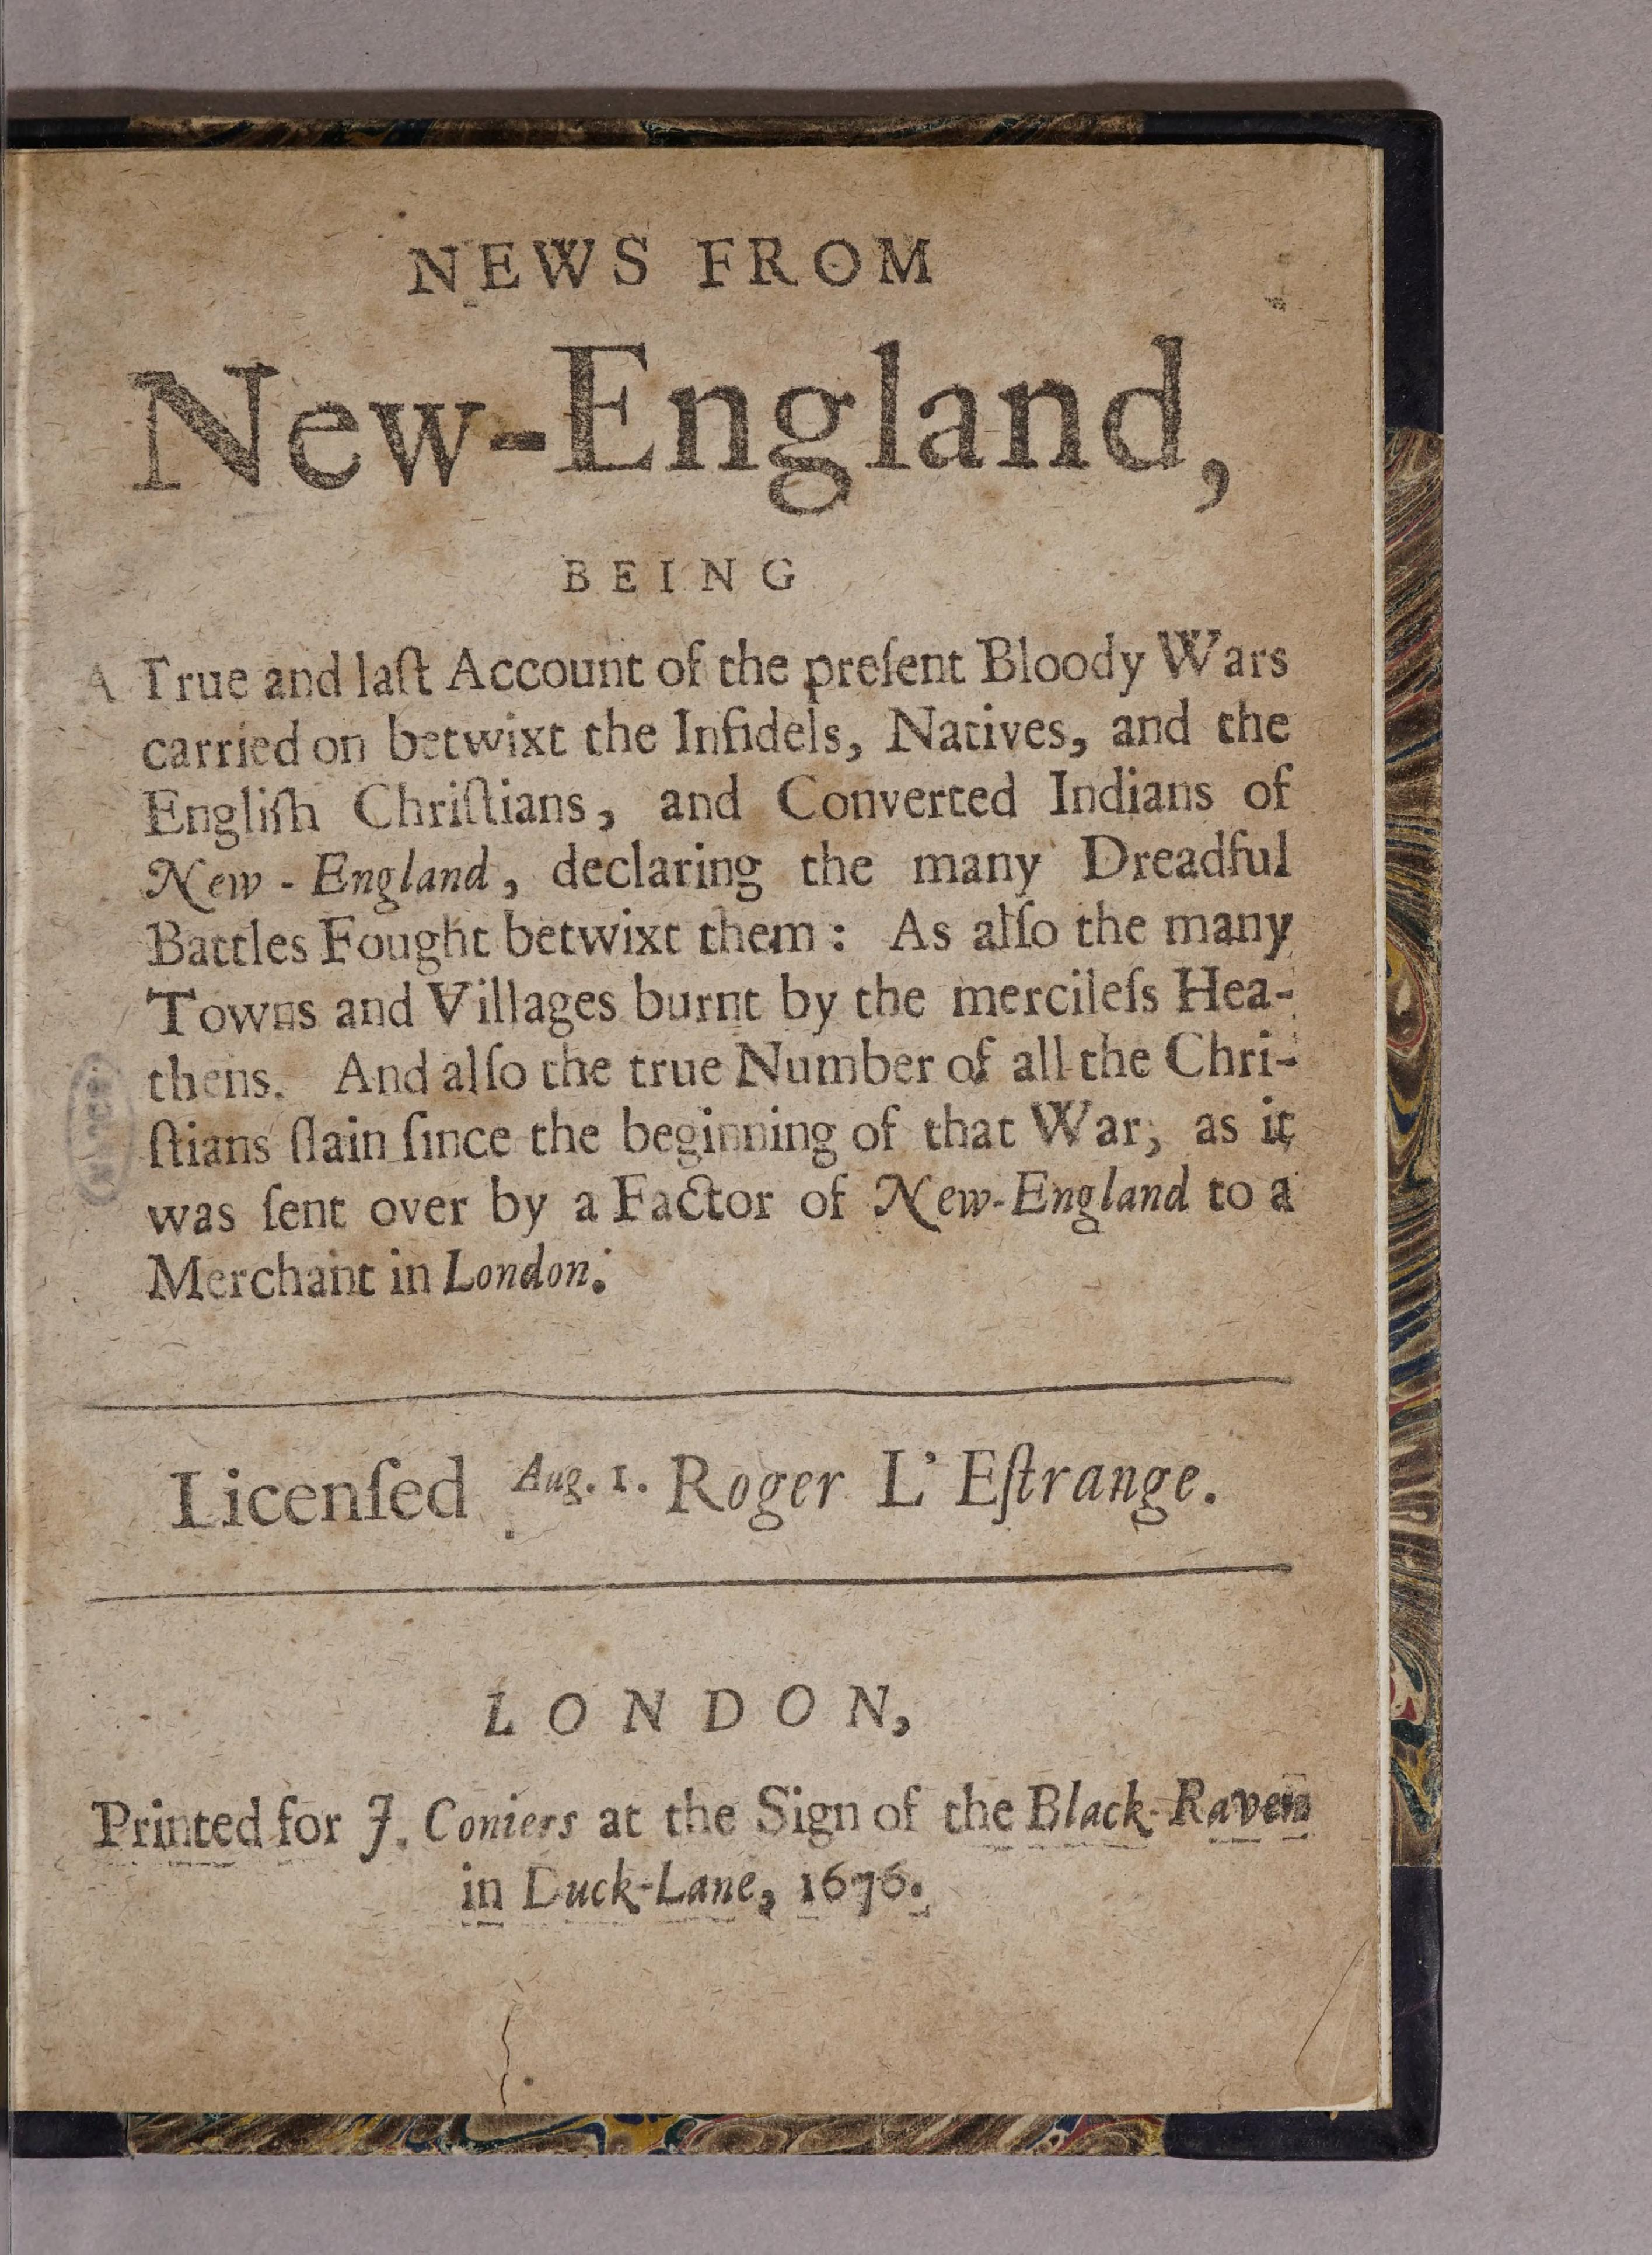 NEWS FROM
New-England,
BEING
A True and laſt Account of the preſent Bloody Wars
carried on betwixt the Infidels, Natives, and the
Engliſh Chriſtians, and Converted Indians of
New-England, declaring the many Dreadful
Battles Fought betwixt them: As alſo the many
Towns and Villages burnt by the mercileſs Hea-
thens. And alſo the true Number of all the Chri-
ſtians ſlain ſince the beginning of that War, as it
was ſent over by a Factor of New-England to a
Merchant in London.
Licenſed Aug. 1. Roger L'Eſtrange.
LONDON,
Printed for J. Coniers at the Sign of the Black-Raven
in Duck-Lane, 1676.